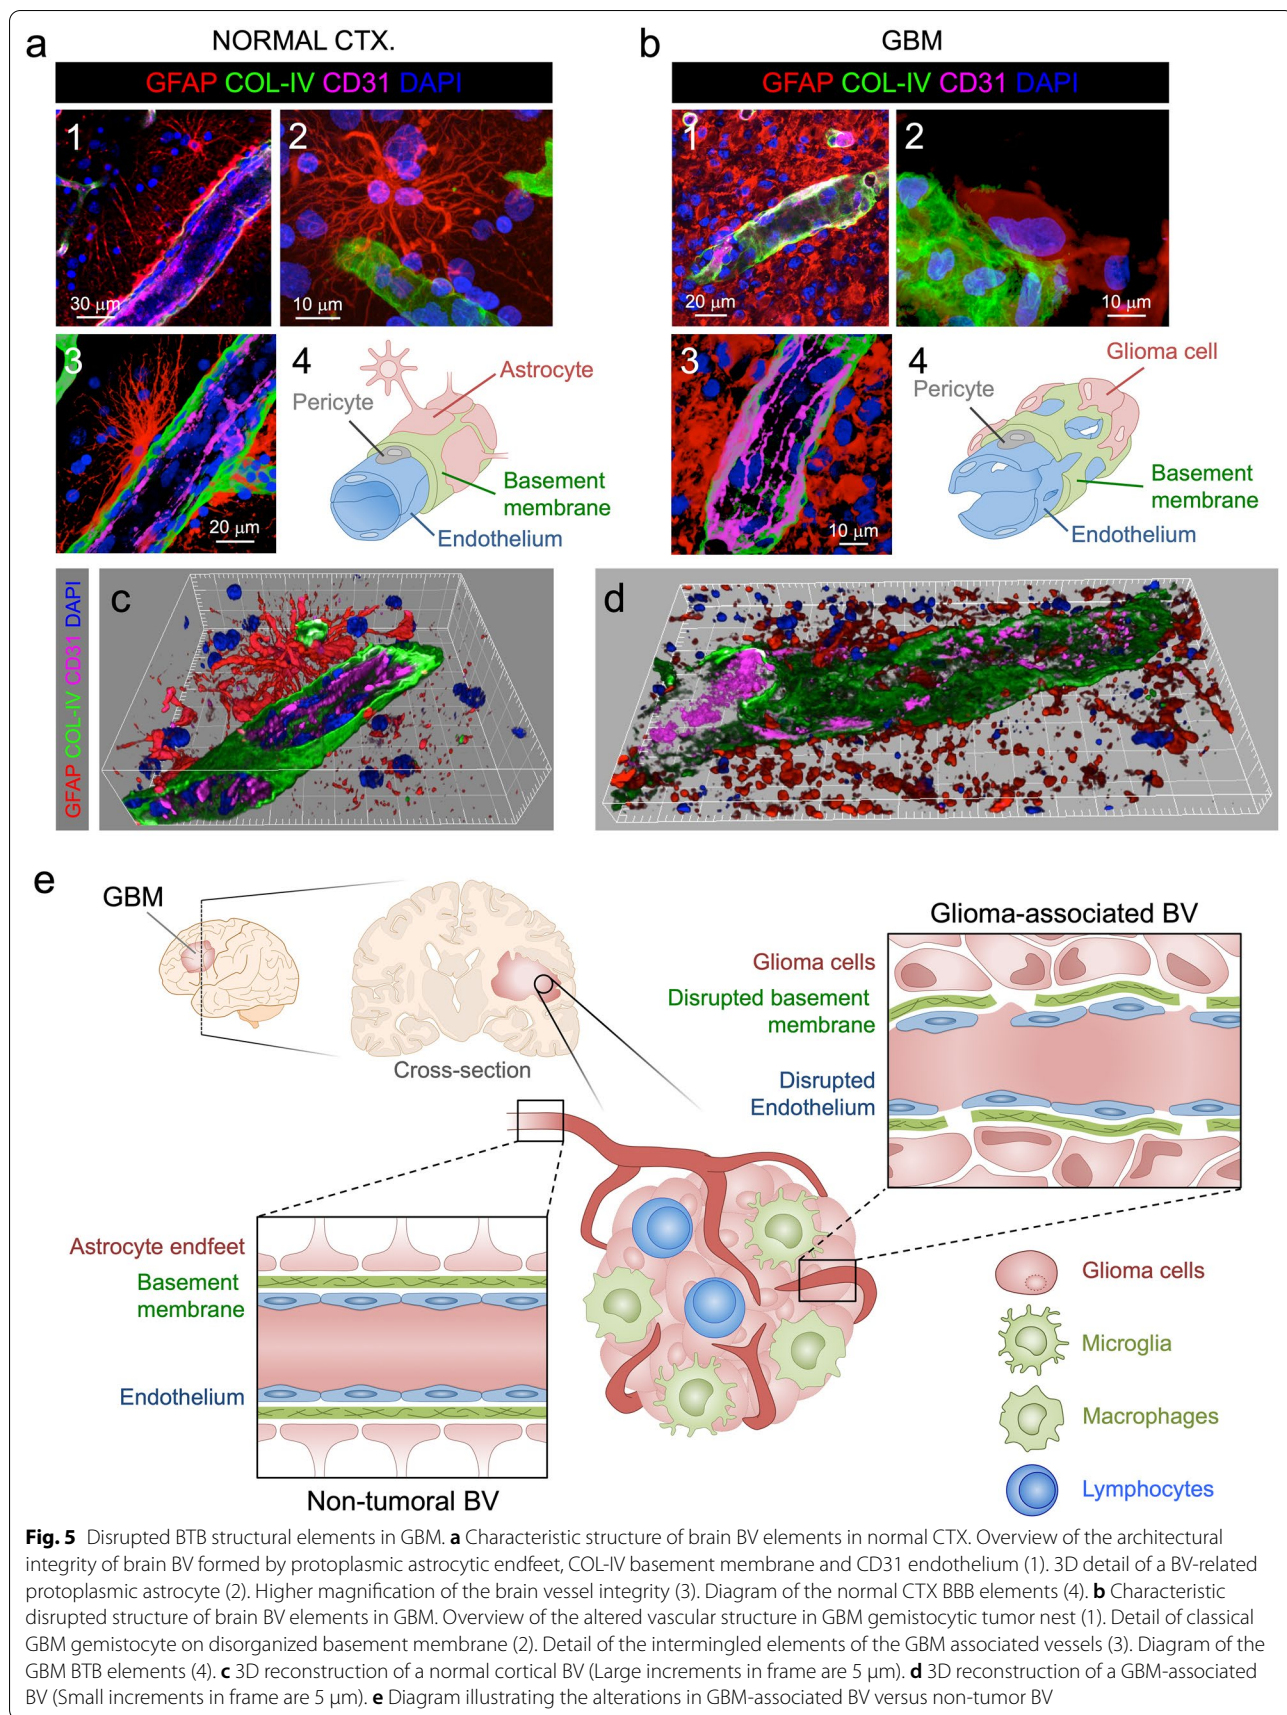 a
NORMAL CTX.
GFAP COL-IV CD31 DAPI
1
30 µm
2
10 µm
3
20 µm
4
Astrocyte
Pericyte
Basement
membrane
Endothelium
b
GBM
GFAP COL-IV CD31 DAPI
1
20 µm
2
10 µm
3
10 µm
4
Glioma cell
Pericyte
Basement
membrane
Endothelium
GFAP COL-IV CD31 DAPI
c
d
e
GBM
Cross-section
Glioma-associated BV
Glioma cells
Disrupted basement
membrane
Disrupted
Endothelium
Astrocyte endfeet
Basement
membrane
Endothelium
Non-tumoral BV
Glioma cells
Microglia
Macrophages
Lymphocytes
Fig. 5 Disrupted BTB structural elements in GBM. a Characteristic structure of brain BV elements in normal CTX. Overview of the architectural
integrity of brain BV formed by protoplasmic astrocytic endfeet, COL-IV basement membrane and CD31 endothelium (1). 3D detail of a BV-related
protoplasmic astrocyte (2). Higher magnification of the brain vessel integrity (3). Diagram of the normal CTX BBB elements (4). b Characteristic
disrupted structure of brain BV elements in GBM. Overview of the altered vascular structure in GBM gemistocytic tumor nest (1). Detail of classical
GBM gemistocyte on disorganized basement membrane (2). Detail of the intermingled elements of the GBM associated vessels (3). Diagram of the
GBM BTB elements (4). c 3D reconstruction of a normal cortical BV (Large increments in frame are 5 µm). d 3D reconstruction of a GBM-associated
BV (Small increments in frame are 5 µm). e Diagram illustrating the alterations in GBM-associated BV versus non-tumor BV